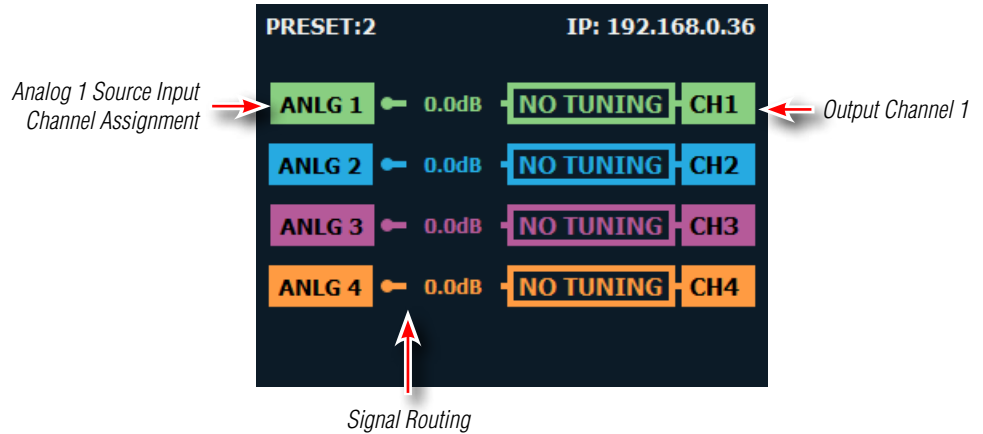 PRESET:2 IP: 192.168.0.36
Analog 1 Source Input
Channel Assignment
ANLG 1 0.0dB NO TUNING CH1
Output Channel 1
ANLG 2 0.0dB NO TUNING CH2
ANLG 3 0.0dB NO TUNING CH3
ANLG 4 0.0dB NO TUNING CH4
Signal Routing